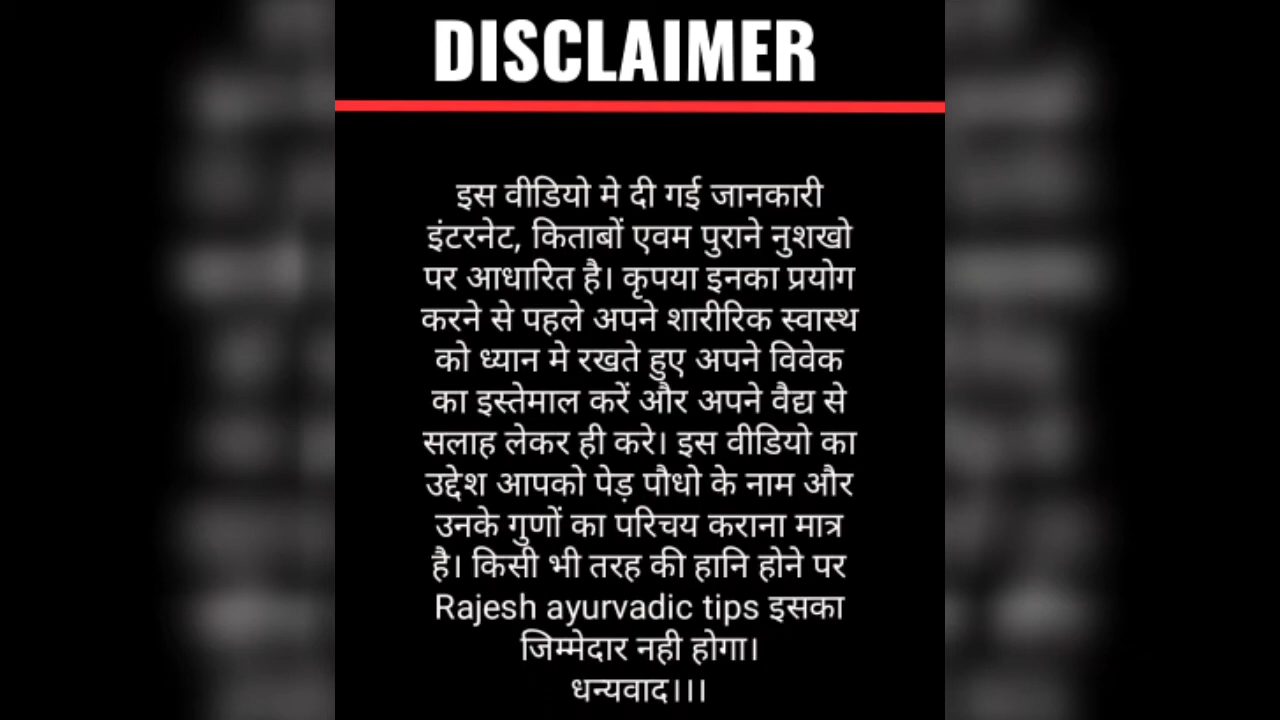 DISCLAIMER
इस वीडियो मे दी गई जानकारी
इंटरनेट, किताबों एवम पुराने नुशखो
पर आधारित है। कृपया इनका प्रयोग
करने से पहले अपने शारीरिक स्वास्थ
को ध्यान मे रखते हुए अपने विवेक
का इस्तेमाल करें और अपने वैद्य से
सलाह लेकर ही करे। इस वीडियो का
उद्देश आपको पेड़ पौधो के नाम और
उनके गुणों का परिचय कराना मात्र
है। किसी भी तरह की हानि होने पर
Rajesh ayurvadic tips इसका
जिम्मेदार नही होगा।
धन्यवाद।।।